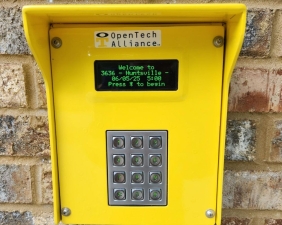 OpenTech
Alliance
Welcome to
3636 - Huntsville -
06/05/25 5:00
Press # to begin